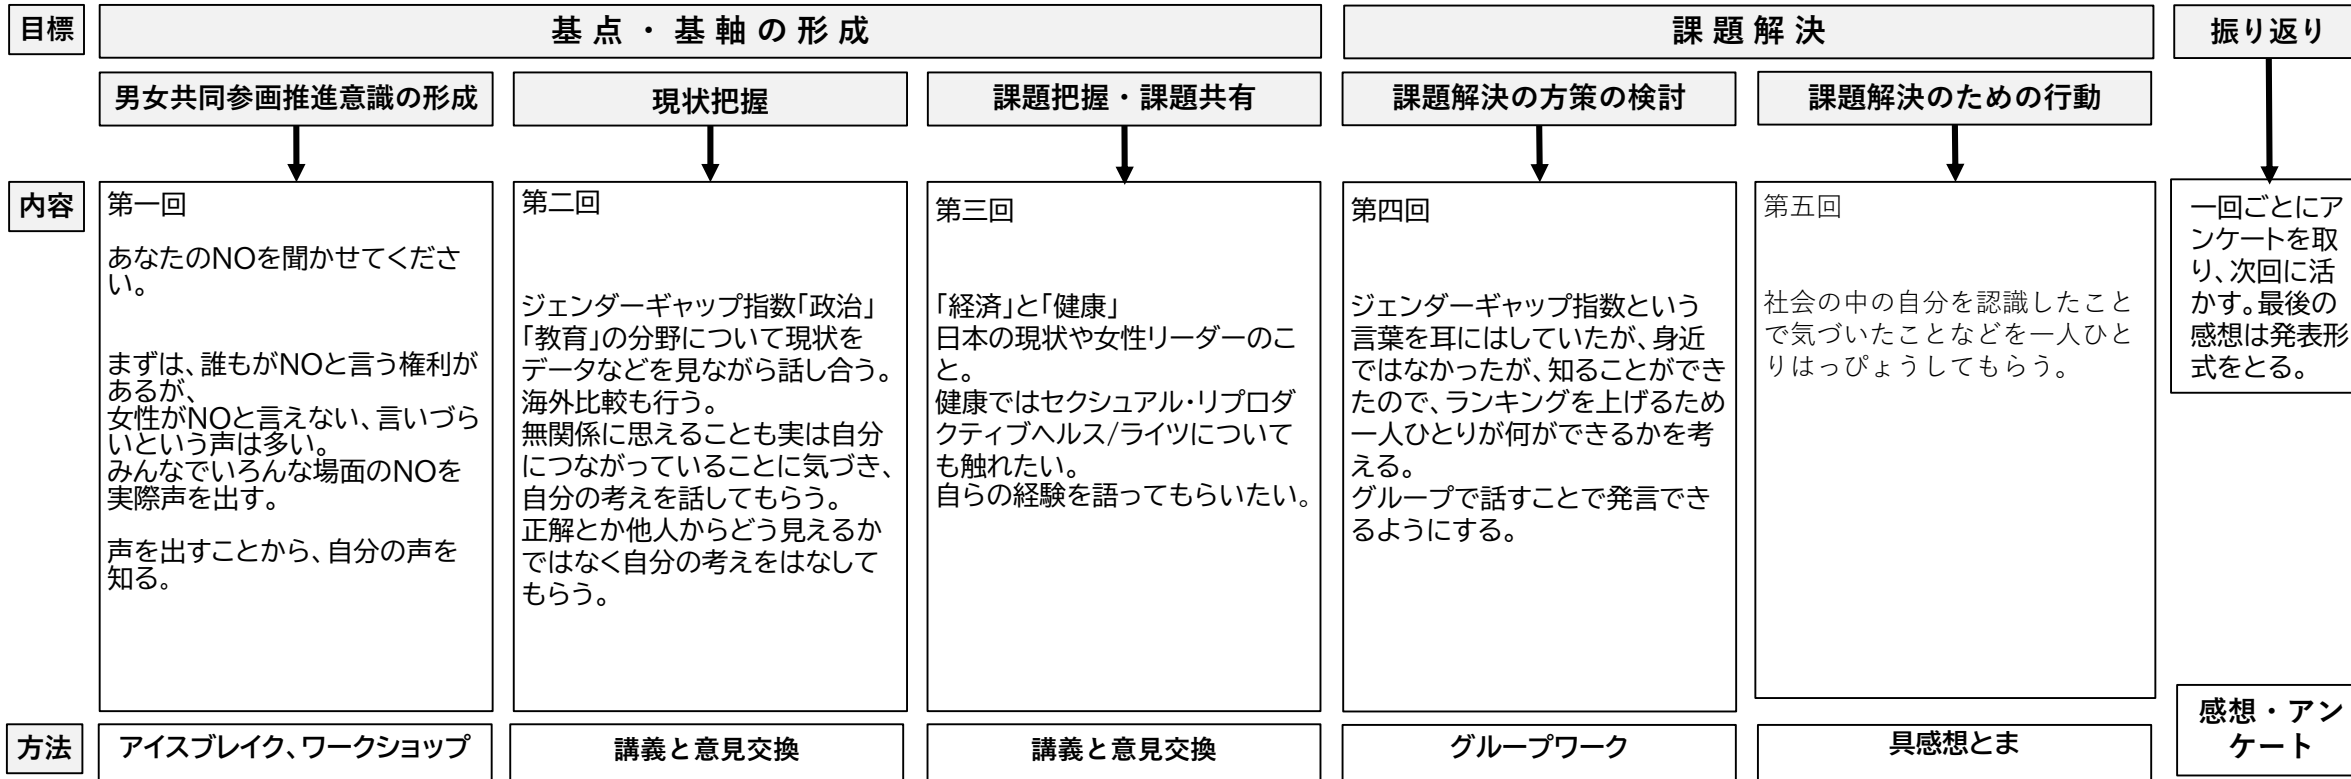 目標
基点・基軸の形成
課題解決
振り返り
男女共同参画推進意識の形成
現状把握
課題把握・課題共有
課題解決の方策の検討
課題解決のための行動
内容
第一回
あなたのNOを聞かせてくださ
い。
まずは、誰もがNOと言う権利が
あるが、
女性がNOと言えない、言いづら
いという声は多い。
みんなでいろんな場面のNOを
実際声を出す。
声を出すことから、自分の声を
知る。
第二回
ジェンダーギャップ指数「政治」
「教育」の分野について現状を
データなどを見ながら話し合う。
海外比較も行う。
無関係に思えることも実は自分
につながっていることに気づき、
自分の考えを話してもらう。
正解とか他人からどう見えるか
ではなく自分の考えをはなして
もらう。
第三回
「経済」と「健康」
日本の現状や女性リーダーのこ
と。
健康ではセクシュアル・リプロダ
クティブヘルス/ライツについて
も触れたい。
自らの経験を語ってもらいたい。
第四回
ジェンダーギャップ指数という
言葉を耳にはしていたが、身近
ではなかったが、知ることができ
たので、ランキングを上げるため
一人ひとりが何ができるかを考
える。
グループで話すことで発言でき
るようにする。
第五回
社会の中の自分を認識したこと
で気づいたことなどを一人ひと
りはっぴょうしてもらう。
一回ごとにア
ンケートを取
り、次回に活
かす。最後の
感想は発表形
式をとる。
方法
アイスブレイク、ワークショップ
講義と意見交換
講義と意見交換
グループワーク
具感想とま
感想・アン
ケート